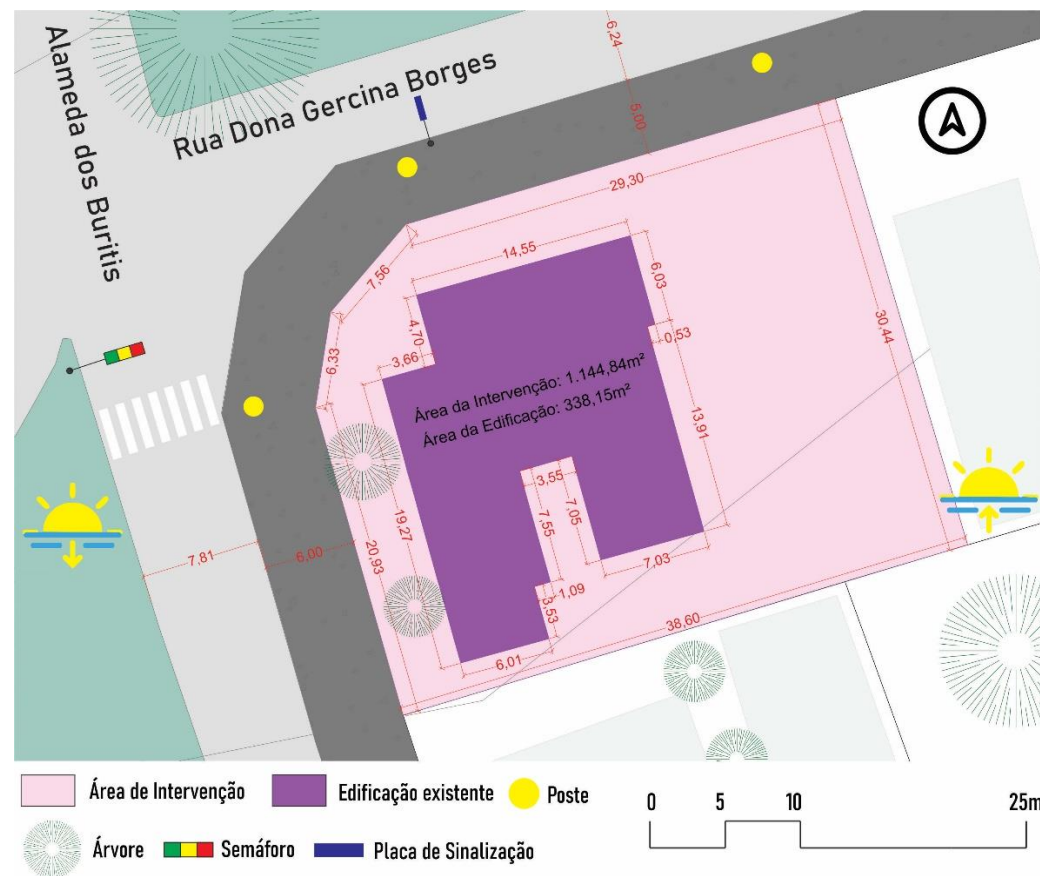 Alameda dos Buritis
Rua Dona Gercina Borges
6,24
5,00
29,30
7,56
14,55
6,03
4,70
6,33
3,66
0,53
30,44
Área da Intervenção: 1.144,84m²
Área da Edificação: 338,15m²
13,91
3,55
7,55
7,05
19,27
20,93
7,81
6,00
7,03
1,09
3,53
38,60
6,01
Área de Intervenção
Edificação existente
Poste
Árvore
Semáforo
Placa de Sinalização
0 5 10 25m